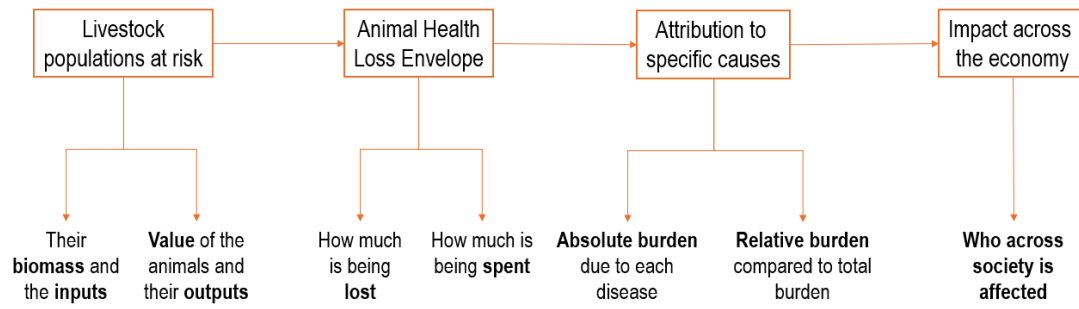 Livestock
populations at risk
Animal Health
Loss Envelope
Attribution to
specific causes
Impact across
the economy
Their
biomass and
the inputs
Value of the
animals and
their outputs
How much
is being
lost
How much is
being spent
Absolute burden
due to each
disease
Relative burden
compared to total
burden
Who across
society is
affected